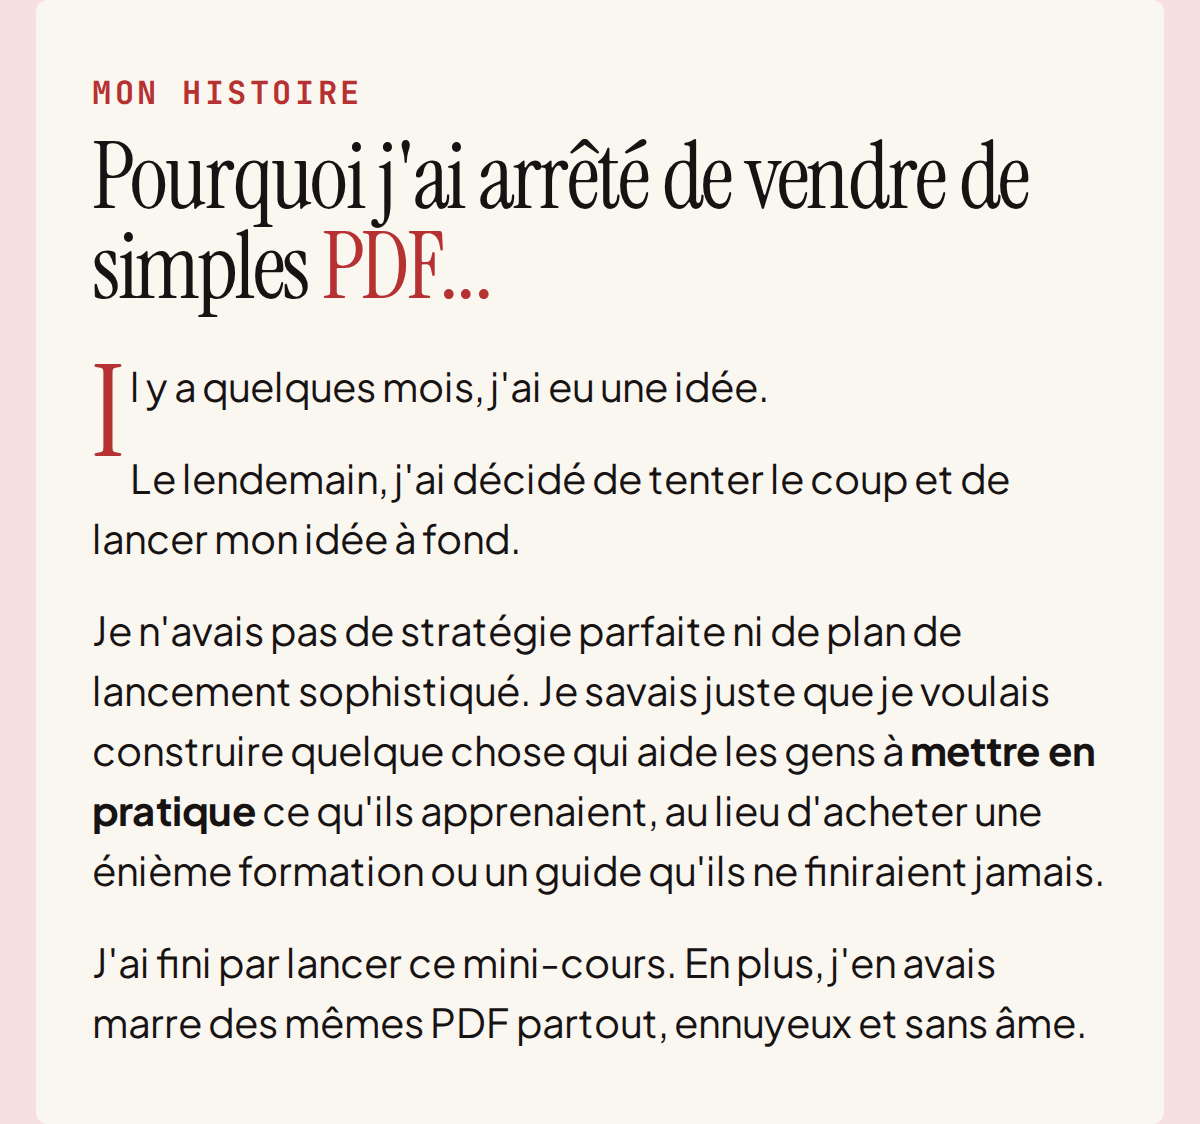 MON HISTOIRE
Pourquoi j'ai arrêté de vendre de
simples PDF...
Il y a quelques mois, j'ai eu une idée.
Le lendemain, j'ai décidé de tenter le coup et de
lancer mon idée à fond.
Je n'avais pas de stratégie parfaite ni de plan de
lancement sophistiqué. Je savais juste que je voulais
construire quelque chose qui aide les gens à mettre en
pratique ce qu'ils apprenaient, au lieu d'acheter une
énième formation ou un guide qu'ils ne finiraient jamais.
J'ai fini par lancer ce mini-cours. En plus, j'en avais
marre des mêmes PDF partout, ennuyeux et sans âme.